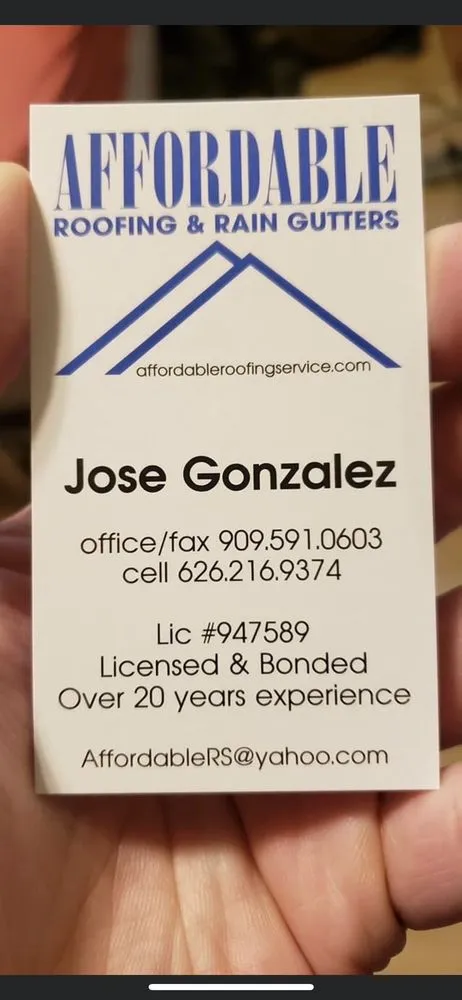 AFFORDABLE
ROOFING & RAIN GUTTERS
affordableroofingservice.com
Jose Gonzalez
office/fax 909.591.0603
cell 626.216.9374
Lic #947589
Licensed & Bonded
Over 20 years experience
AffordableRS@yahoo.com